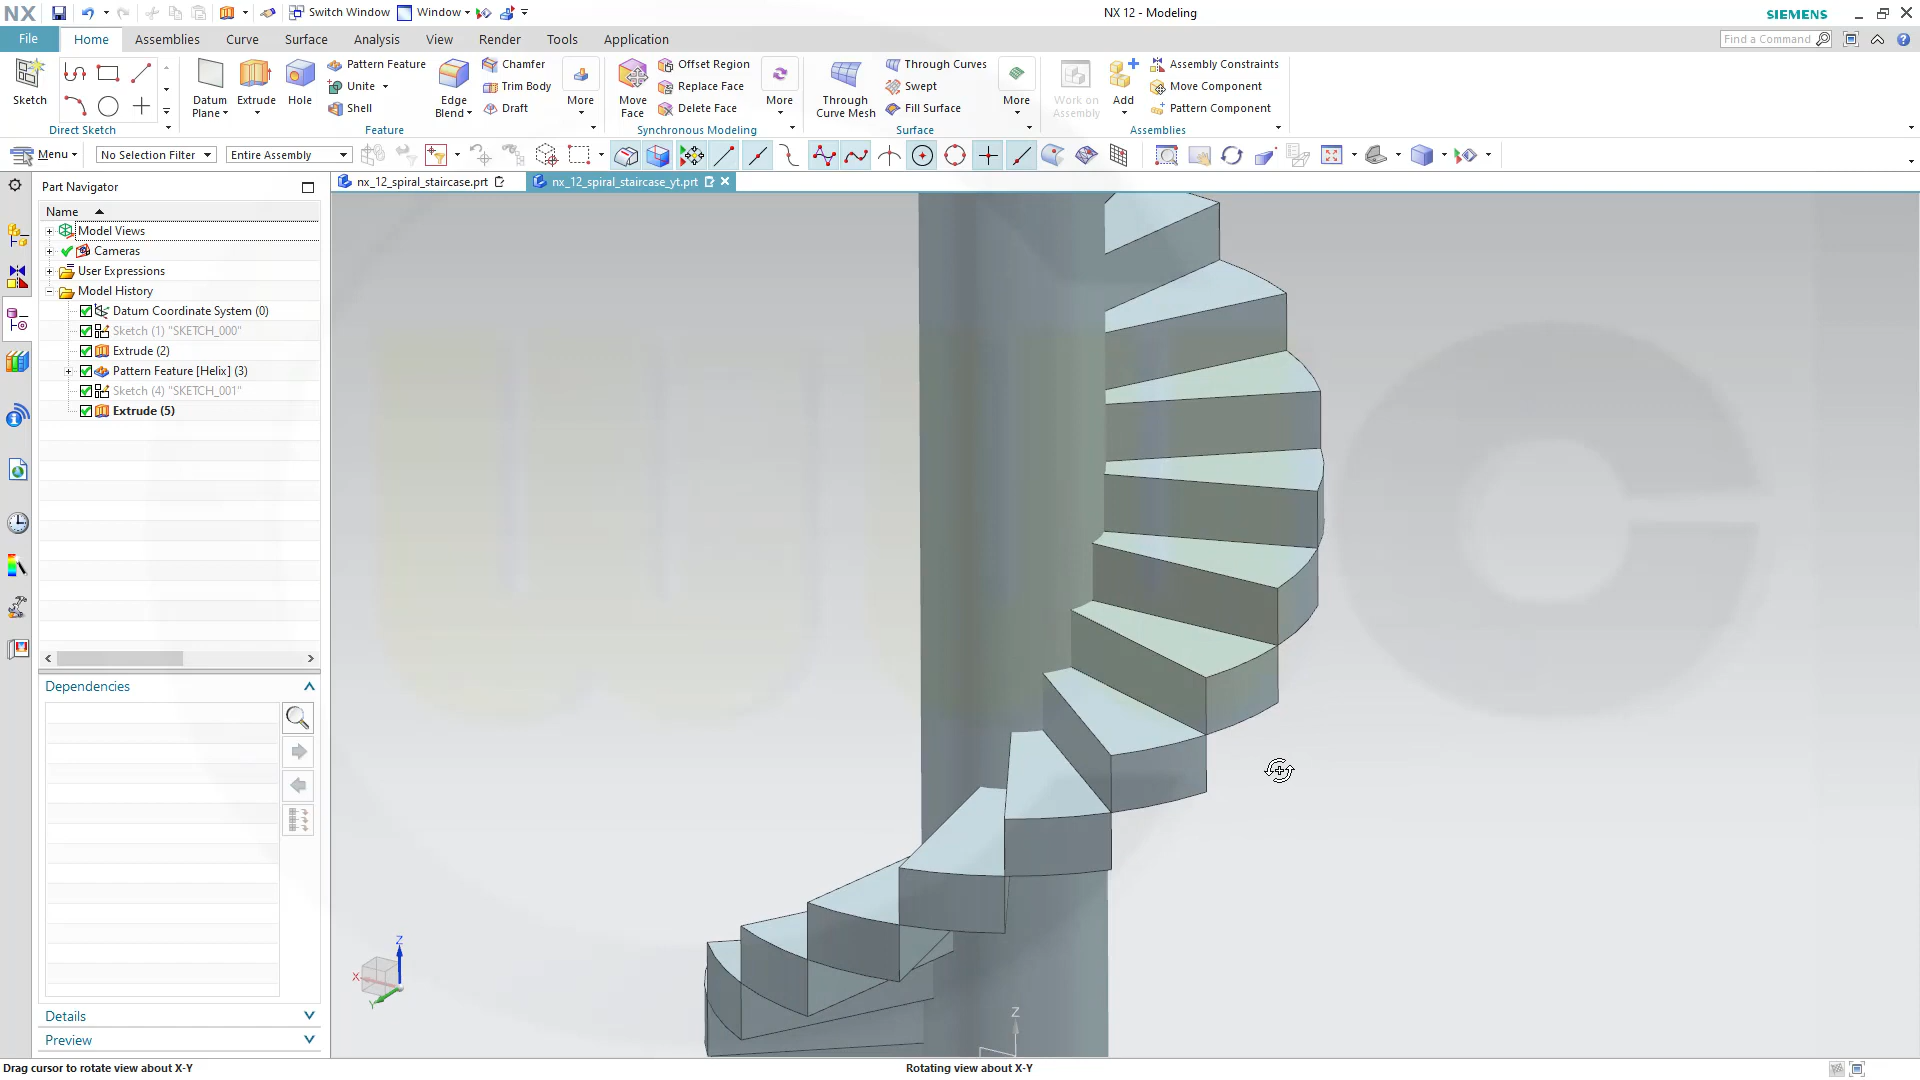 NX
Switch Window
Window
NX 12 - Modeling
SIEMENS
File
Home
Assemblies
Curve
Surface
Analysis
View
Render
Tools
Application
Find a Command
Sketch
Direct Sketch
Datum Plane
Extrude
Hole
Pattern Feature
Unite
Shell
Edge Blend
Chamfer
Trim Body
Draft
More
Feature
Move Face
Offset Region
Replace Face
Delete Face
More
Synchronous Modeling
Through Curve Mesh
Through Curves
Swept
Fill Surface
More
Surface
Work on Assembly
Add
Assembly Constraints
Move Component
Pattern Component
Assemblies
Menu
No Selection Filter
Entire Assembly
Part Navigator
nx_12_spiral_staircase.prt
nx_12_spiral_staircase_yt.prt
Name
Model Views
Cameras
User Expressions
Model History
Datum Coordinate System (0)
Sketch (1) "SKETCH_000"
Extrude (2)
Pattern Feature [Helix] (3)
Sketch (4) "SKETCH_001"
Extrude (5)
Dependencies
Details
Preview
Z
X
Y
Z
Drag cursor to rotate view about X-Y
Rotating view about X-Y